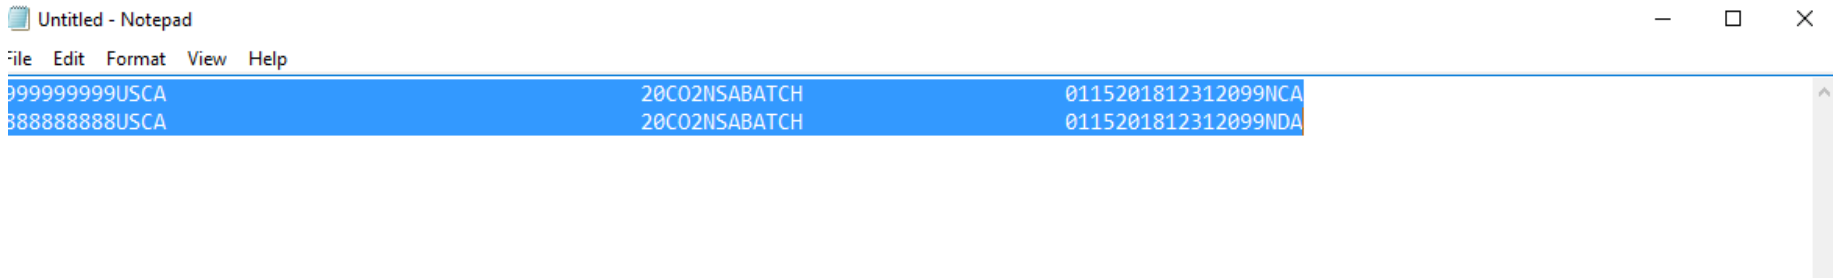 Untitled - Notepad
File Edit Format View Help
999999999USCA                                      20CO2NSABATCH                     0115201812312099NCA
888888888USCA                                      20CO2NSABATCH                     0115201812312099NDA